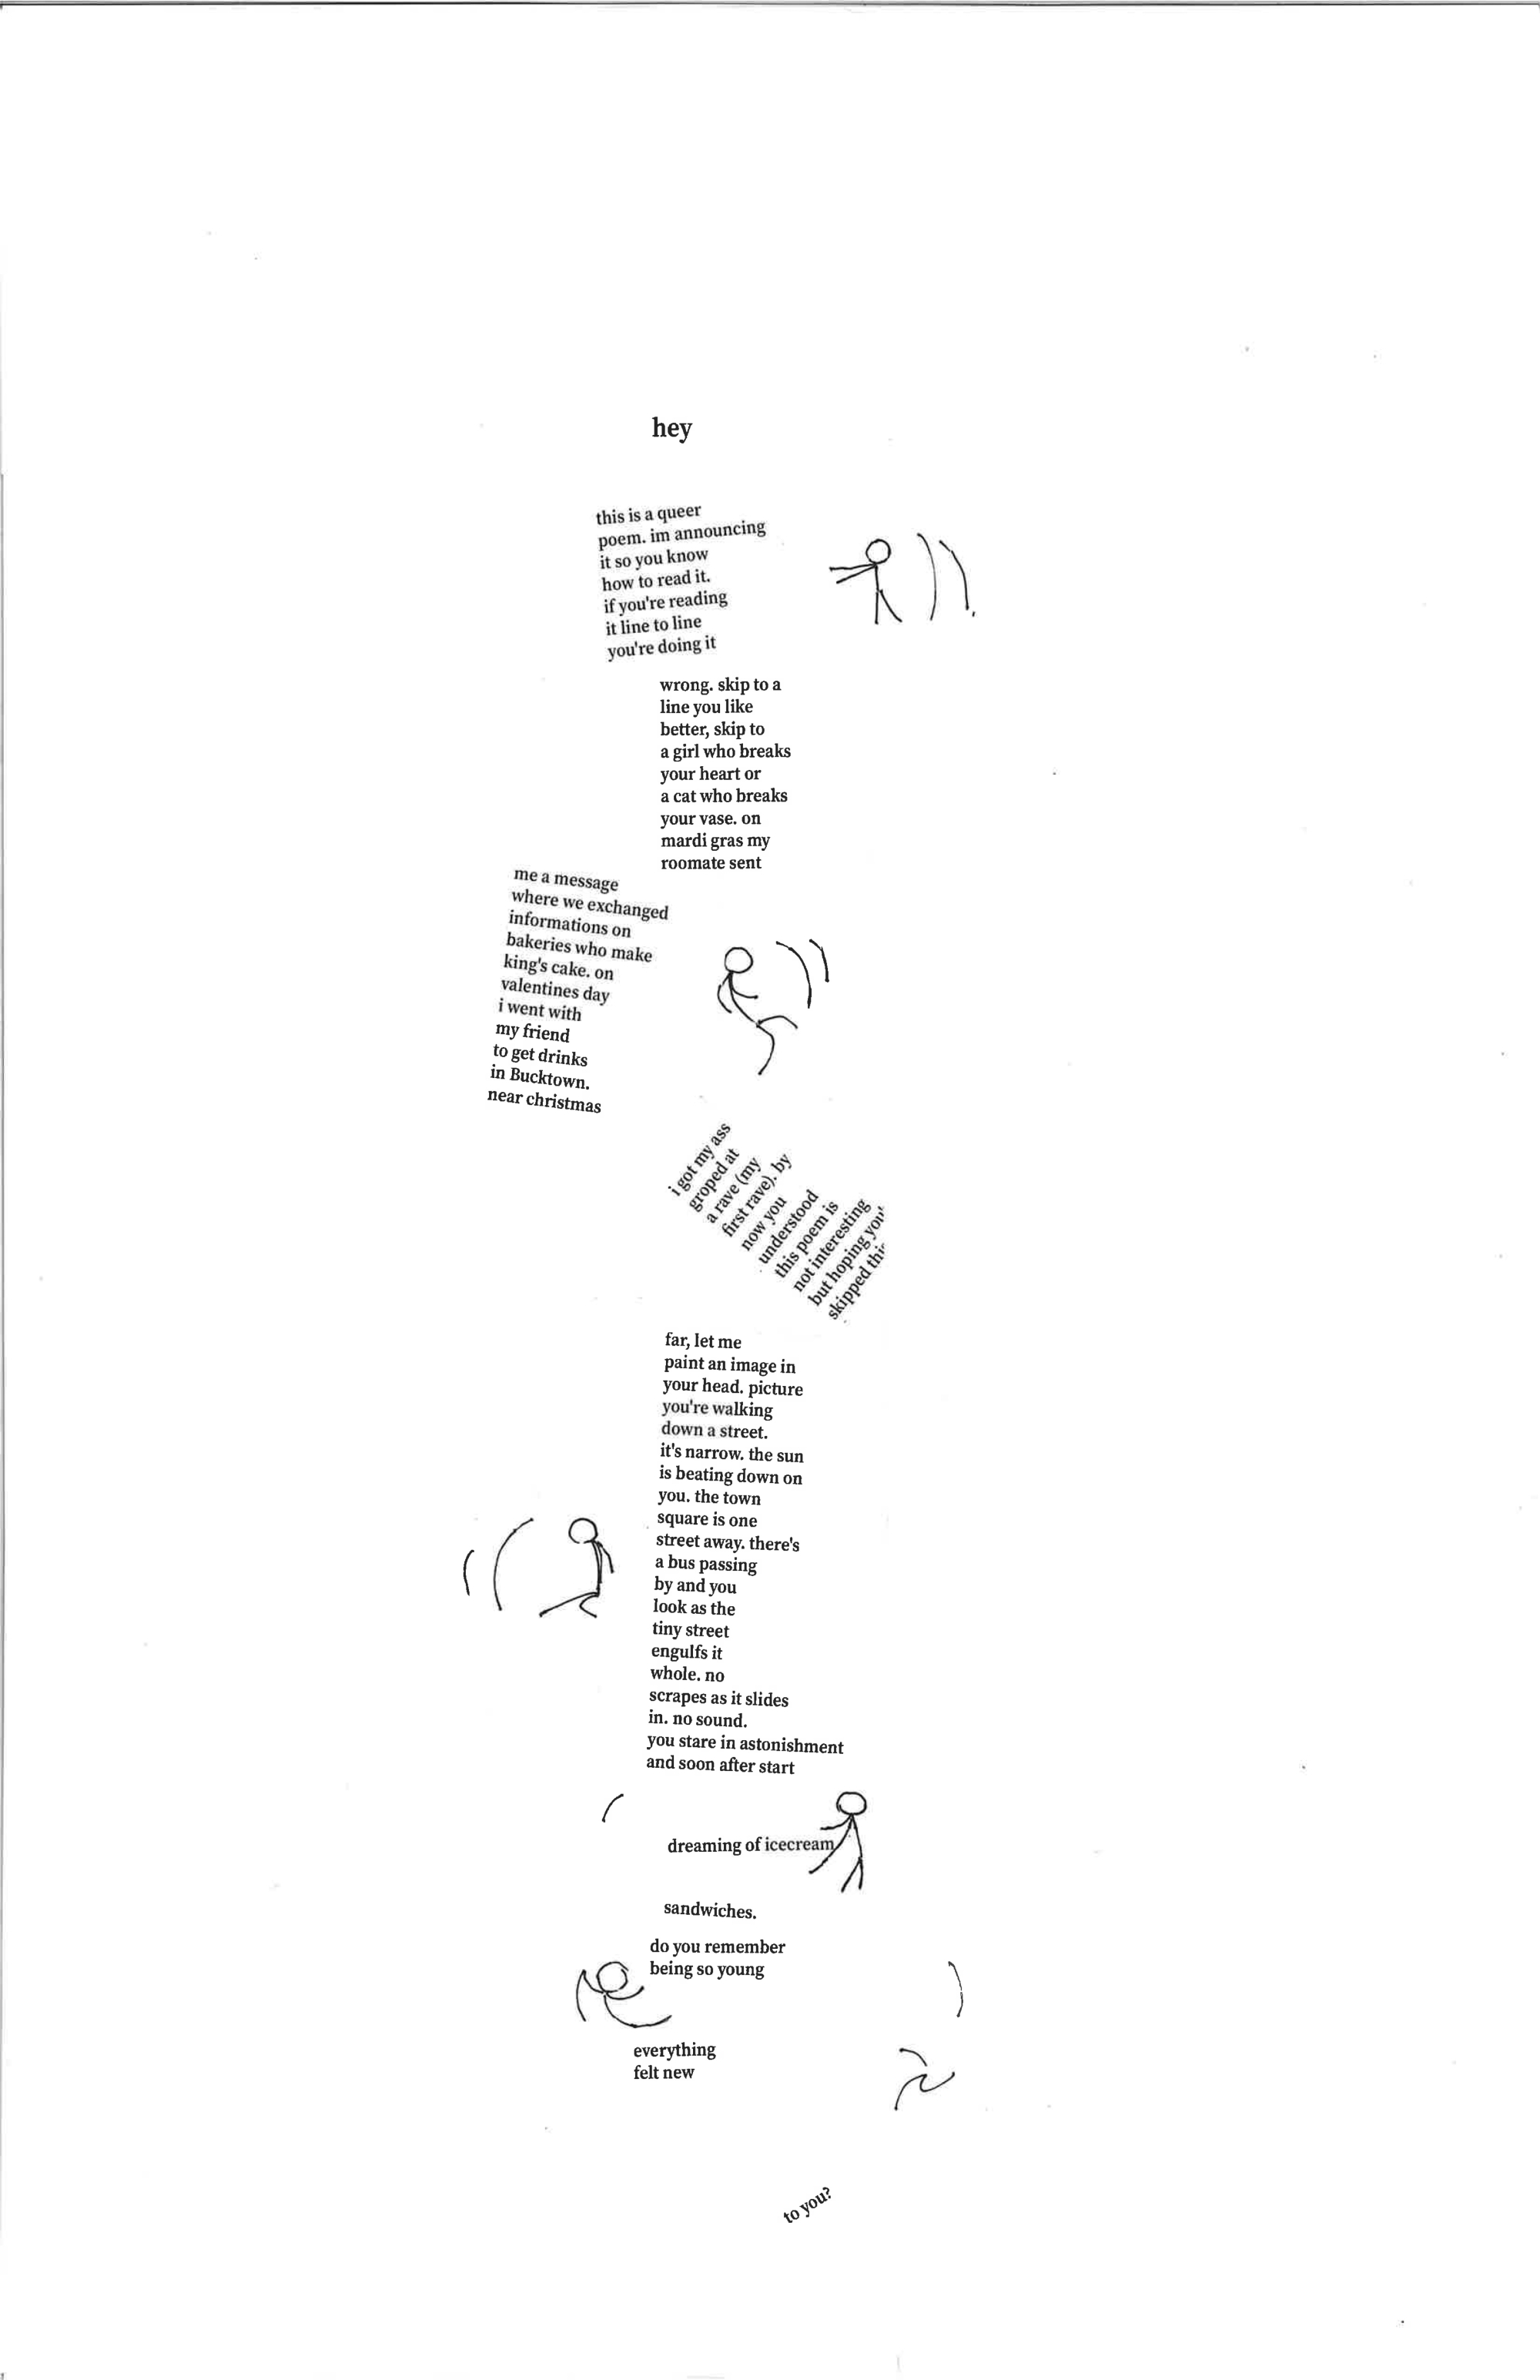 hey
this is a queer
poem. im announcing
it so you know
how to read it.
if you're reading
it line to line
you're doing it
wrong. skip to a
line you like
better, skip to
a girl who breaks
your heart or
a cat who breaks
your vase. on
mardi gras my
roomate sent
me a message
where we exchanged
informations on
bakeries who make
king's cake. on
valentines day
i went with
my friend
to get drinks
in Bucktown.
near christmas
i got my ass
groped at
a rave (my
first rave). by
now you
understood
this poem is
not interesting
but hoping
skipped
far, let me
paint an image in
your head. picture
you're walking
down a street.
it's narrow. the sun
is beating down on
you. the town
square is one
street away. there's
a bus passing
by and you
look as the
tiny street
engulfs it
whole. no
scrapes as it slides
in. no sound.
you stare in astonishment
and soon after start
dreaming of icecream
sandwiches.
do you remember
being so young
everything
felt new
to you?